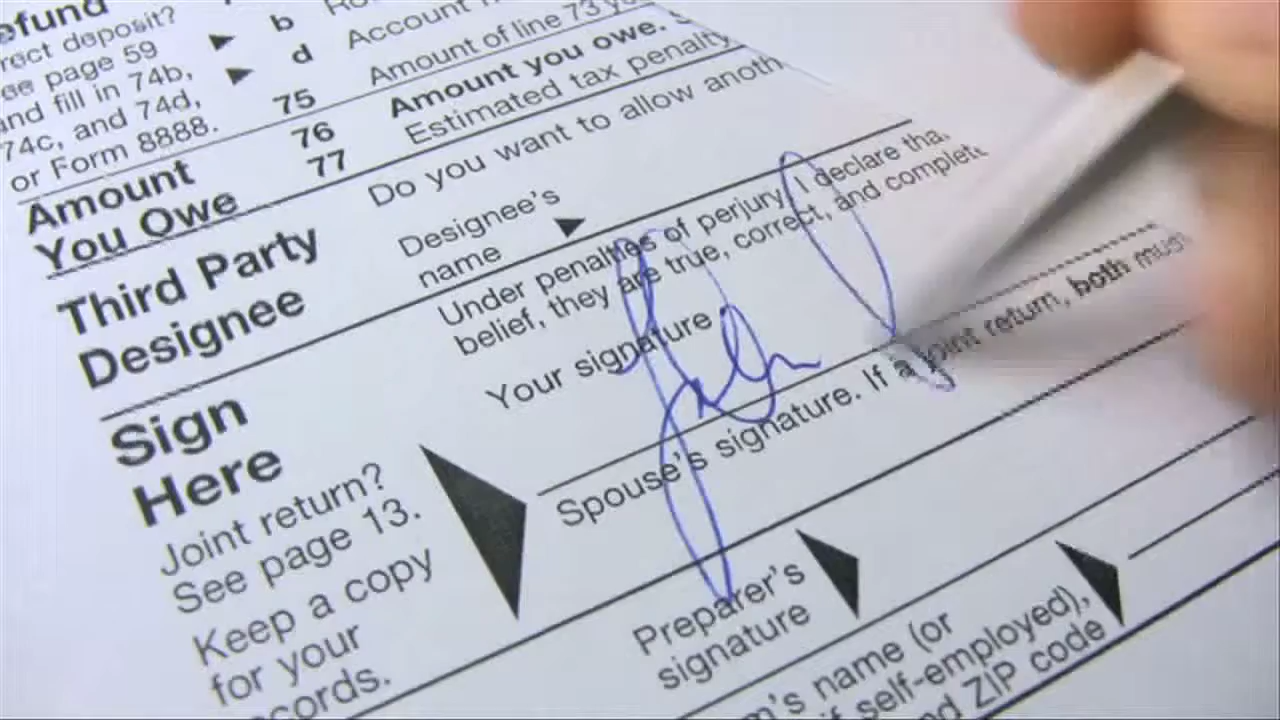 efund
rect deposit?
ee page 59
and fill in 74b,
74c, and 74d,
or Form 8888.
b
d Account
Amount of line 73
75 Amount you owe.
76 Estimated tax penalty
77
Amount
You Owe
Third Party
Designee
Do you want to allow anoth
Designee's
name
Sign
Here
Joint return?
See page 13.
Keep a copy
for your
cords.
Under penalties of perjury, I declare tha
belief, they are true, correct, and complet
Your signature
Spouse's signature. If a joint return, both mus
Preparer's
signature
m's name (or
if self-employed),
nd ZIP code